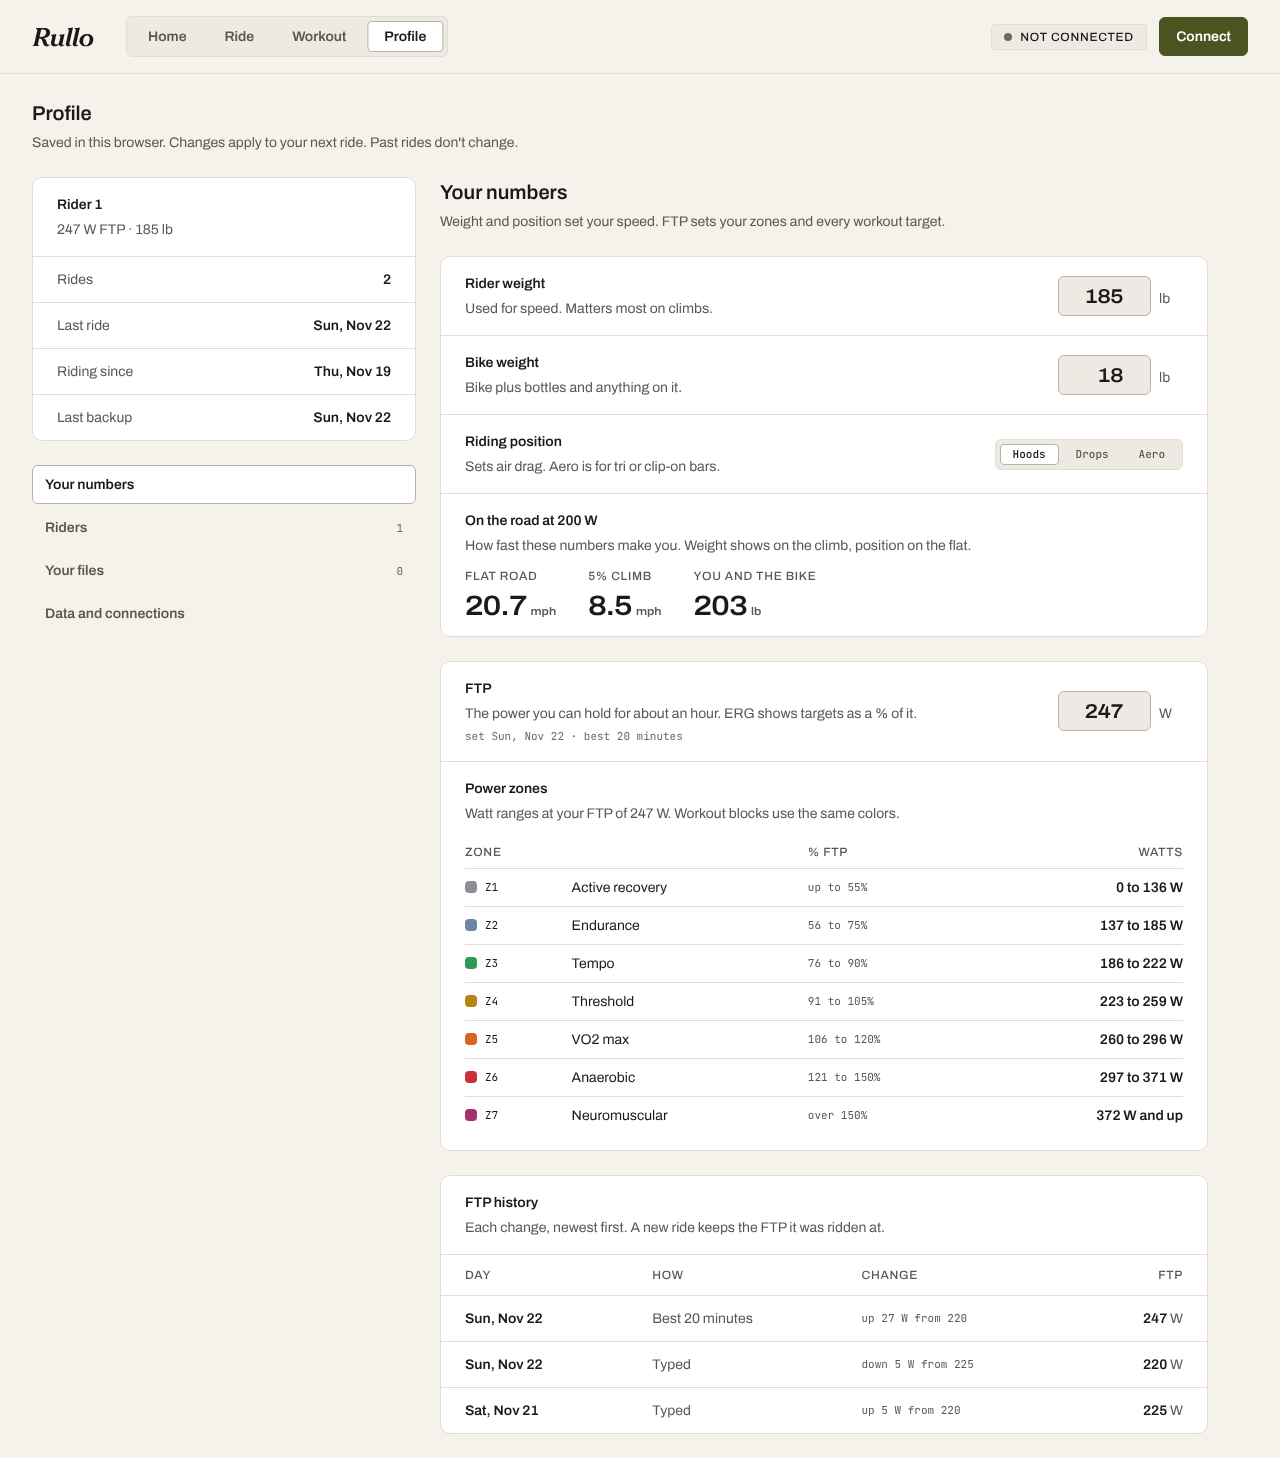 Rullo
Home Ride Workout Profile
NOT CONNECTED
Connect
Profile
Saved in this browser. Changes apply to your next ride. Past rides don't change.
Rider 1
247 W FTP · 185 lb
Rides 2
Last ride Sun, Nov 22
Riding since Thu, Nov 19
Last backup Sun, Nov 22
Your numbers
Riders 1
Your files 0
Data and connections
Your numbers
Weight and position set your speed. FTP sets your zones and every workout target.
Rider weight
Used for speed. Matters most on climbs.
185 lb
Bike weight
Bike plus bottles and anything on it.
18 lb
Riding position
Sets air drag. Aero is for tri or clip-on bars.
Hoods Drops Aero
On the road at 200 W
How fast these numbers make you. Weight shows on the climb, position on the flat.
FLAT ROAD 5% CLIMB YOU AND THE BIKE
20.7 mph 8.5 mph 203 lb
FTP
The power you can hold for about an hour. ERG shows targets as a % of it.
set Sun, Nov 22 · best 20 minutes
247 W
Power zones
Watt ranges at your FTP of 247 W. Workout blocks use the same colors.
ZONE % FTP WATTS
Z1 Active recovery up to 55% 0 to 136 W
Z2 Endurance 56 to 75% 137 to 185 W
Z3 Tempo 76 to 90% 186 to 222 W
Z4 Threshold 91 to 105% 223 to 259 W
Z5 VO2 max 106 to 120% 260 to 296 W
Z6 Anaerobic 121 to 150% 297 to 371 W
Z7 Neuromuscular over 150% 372 W and up
FTP history
Each change, newest first. A new ride keeps the FTP it was ridden at.
DAY HOW CHANGE FTP
Sun, Nov 22 Best 20 minutes up 27 W from 220 247 W
Sun, Nov 22 Typed down 5 W from 225 220 W
Sat, Nov 21 Typed up 5 W from 220 225 W